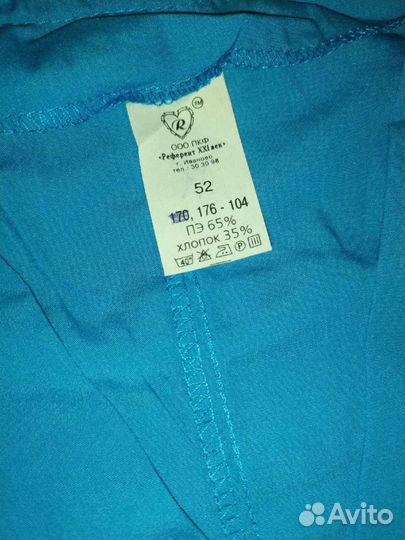 R TM
ООО ПКФ
«Референт XXI век»
г. Иваново
тел.: 30 30 98
52
170, 176 - 104
ПЭ 65%
ХЛОПОК 35%
40° P
Avito